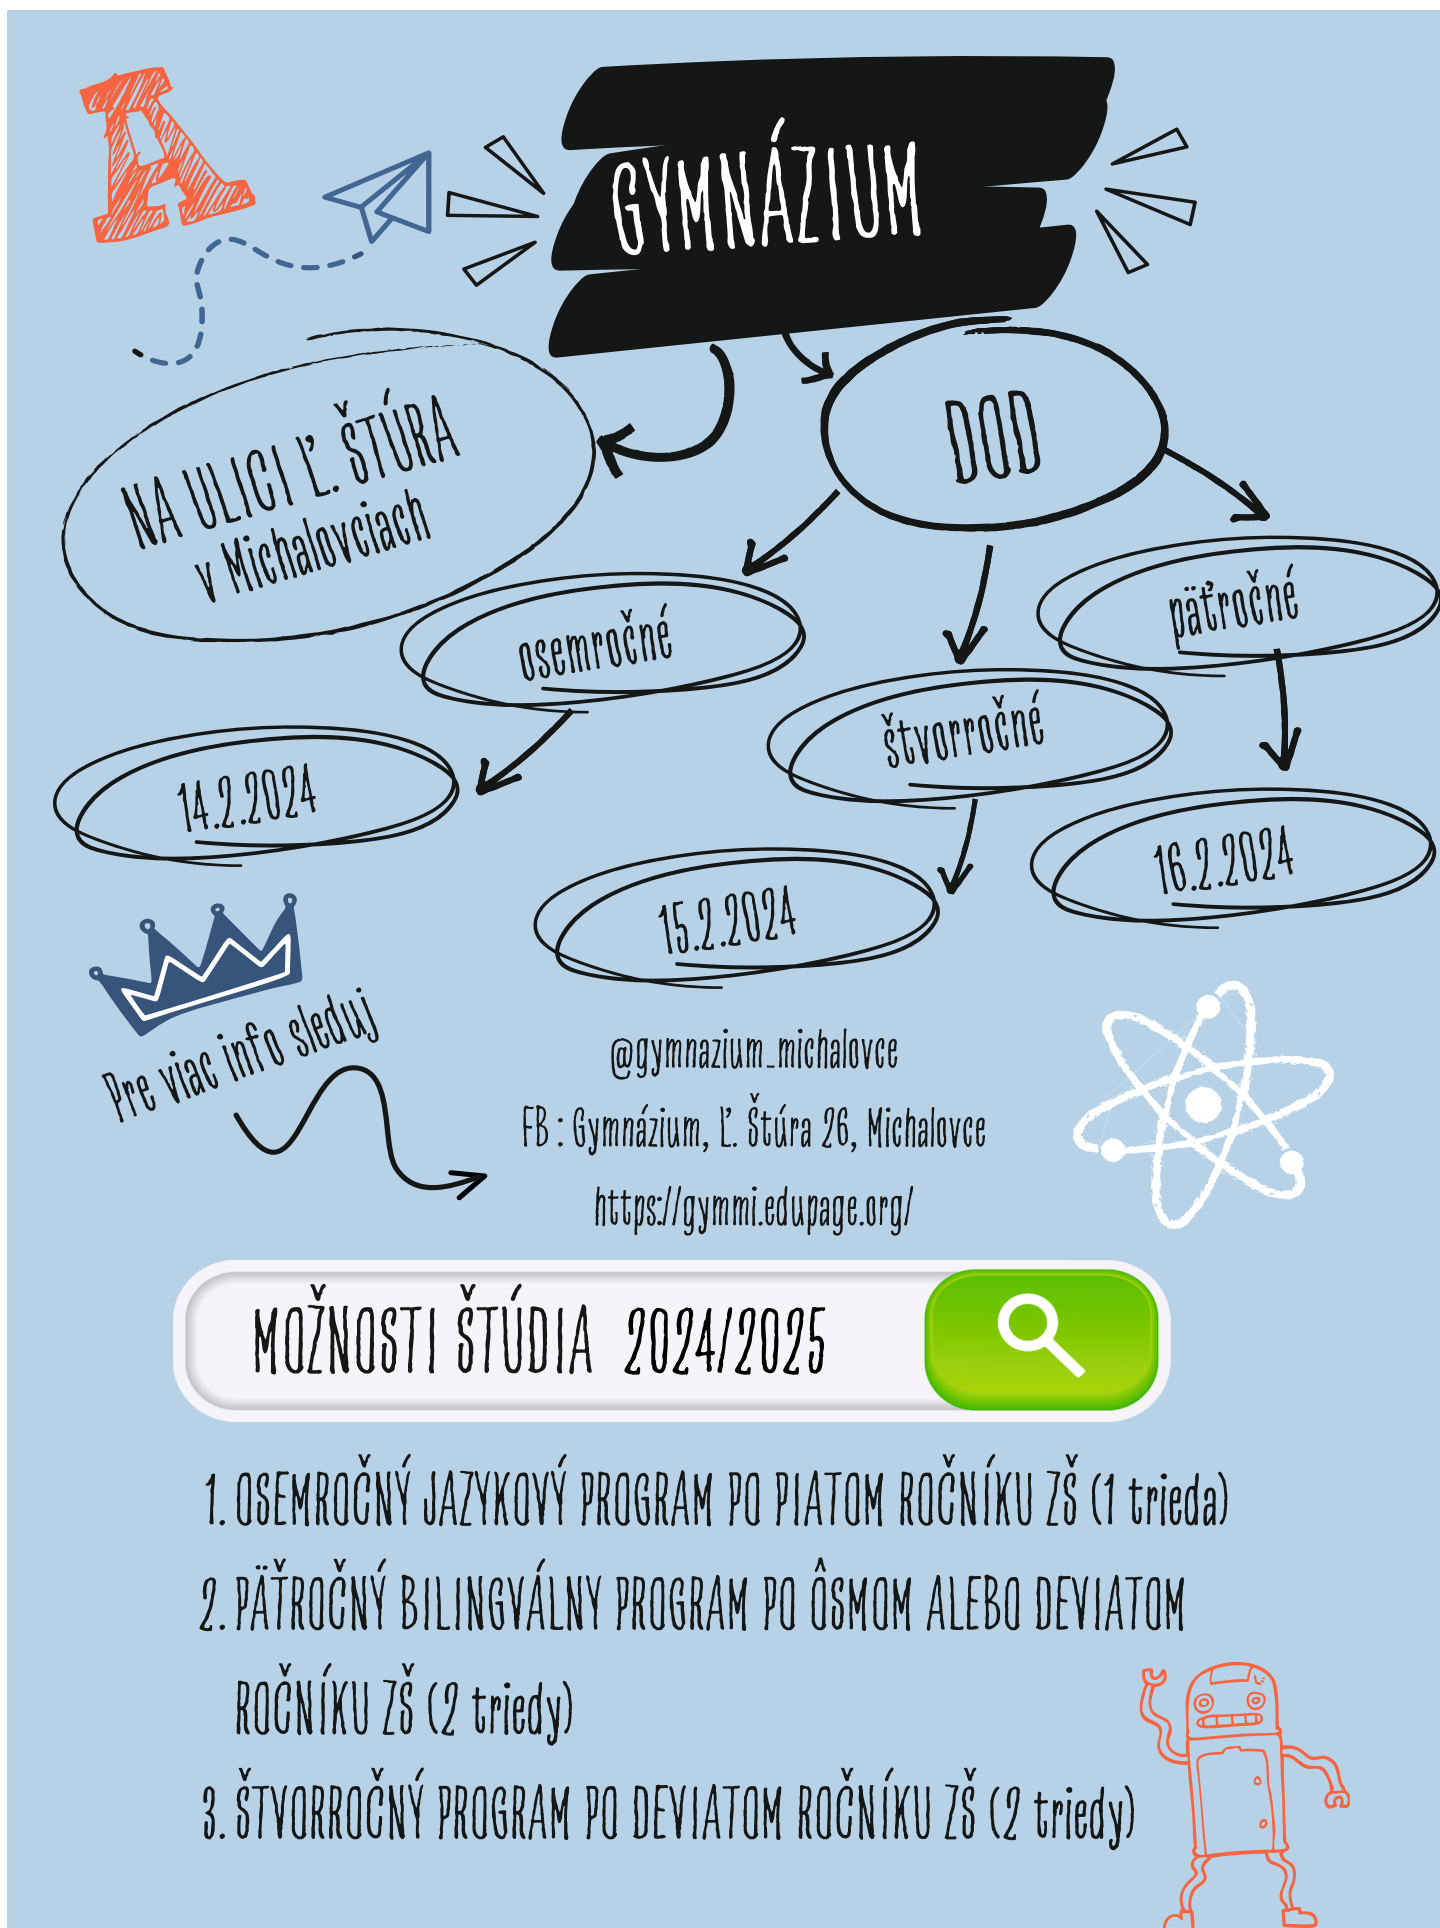 A
GYMNÁZIUM
NA ULICI Ľ. ŠTÚRA
v Michalovciach
DOD
osemročné
päťročné
štvorročné
14.2.2024
15.2.2024
16.2.2024
Pre viac info sleduj
@gymnazium_michalovce
FB : Gymnázium, Ľ. Štúra 26, Michalovce
https://gymmi.edupage.org/
MOŽNOSTI ŠTÚDIA 2024/2025
1. OSEMROČNÝ JAZYKOVÝ PROGRAM PO PIATOM ROČNÍKU ZŠ (1 trieda)
2. PÄŤROČNÝ BILINGVÁLNY PROGRAM PO ÔSMOM ALEBO DEVIATOM
ROČNÍKU ZŠ (2 triedy)
3. ŠTVORROČNÝ PROGRAM PO DEVIATOM ROČNÍKU ZŠ (2 triedy)